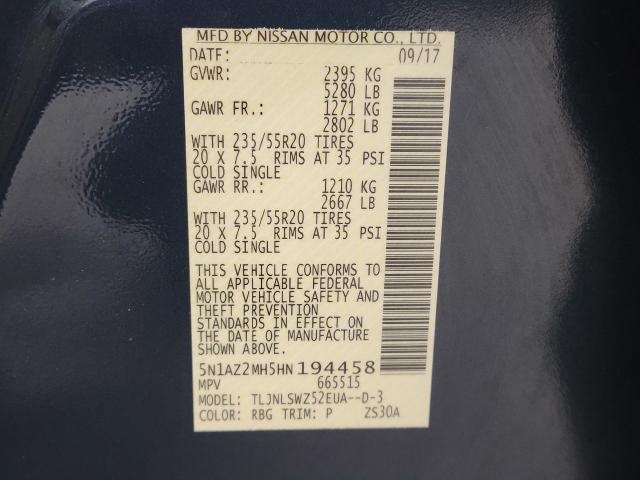 MFD BY NISSAN MOTOR CO., LTD.
DATE: 09/17
GVWR: 2395 KG
5280 LB
GAWR FR.: 1271 KG
2802 LB
WITH 235/55R20 TIRES
20 X 7.5 RIMS AT 35 PSI
COLD SINGLE
GAWR RR.: 1210 KG
2667 LB
WITH 235/55R20 TIRES
20 X 7.5 RIMS AT 35 PSI
COLD SINGLE
THIS VEHICLE CONFORMS TO
ALL APPLICABLE FEDERAL
MOTOR VEHICLE SAFETY AND
THEFT PREVENTION
STANDARDS IN EFFECT ON
THE DATE OF MANUFACTURE
SHOWN ABOVE.
5N1AZ2MH5HN194458
MPV 665515
MODEL: TLJNLSWZ52EUA--D-3
COLOR: RBG TRIM: P ZS30A